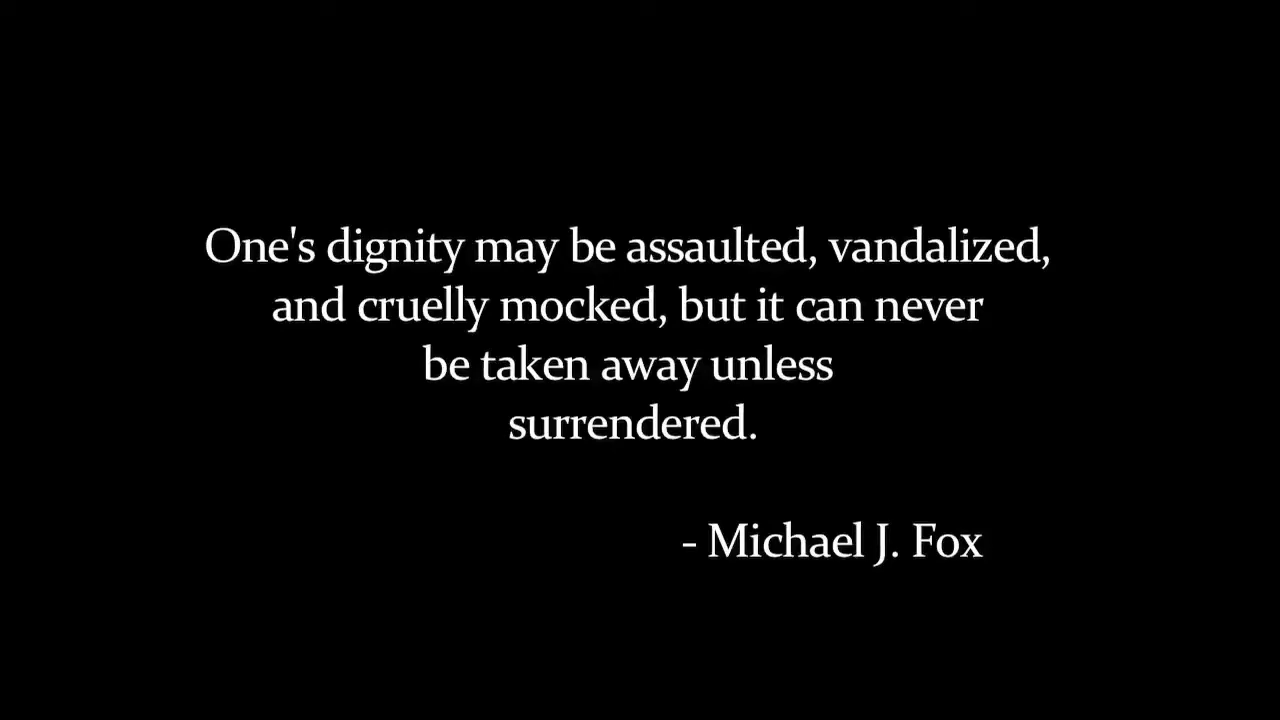 One's dignity may be assaulted, vandalized,
and cruelly mocked, but it can never
be taken away unless
surrendered.
- Michael J. Fox